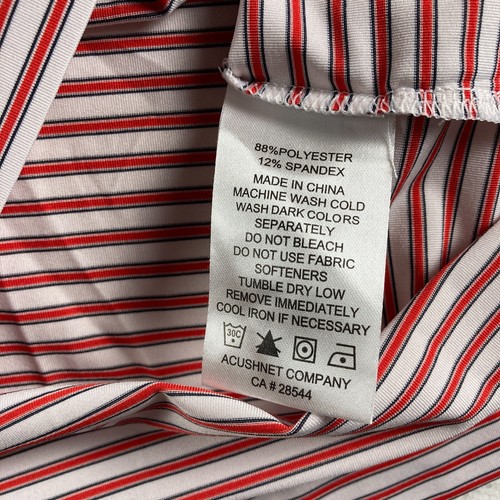 88%POLYESTER
12% SPANDEX
MADE IN CHINA
MACHINE WASH COLD
WASH DARK COLORS
SEPARATELY
DO NOT BLEACH
DO NOT USE FABRIC
SOFTENERS
TUMBLE DRY LOW
REMOVE IMMEDIATELY
COOL IRON IF NECESSARY
30C
ACUSHNET COMPANY
CA # 28544